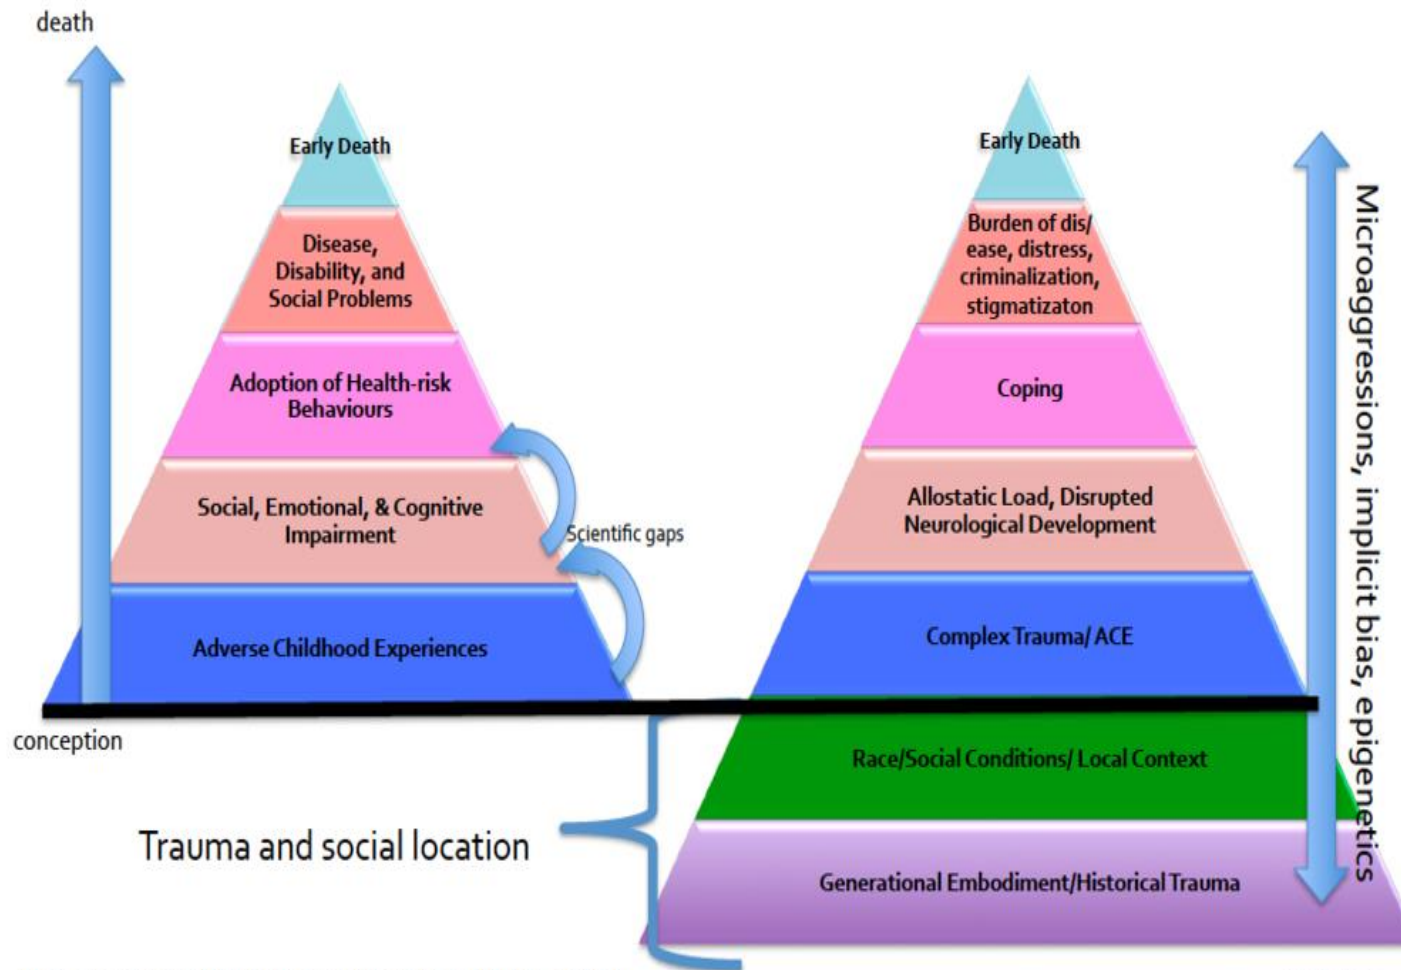 death
Early Death
Disease,
Disability, and
Social Problems
Adoption of Health-risk
Behaviours
Social, Emotional, & Cognitive
Impairment
Scientific gaps
Adverse Childhood Experiences
conception
Early Death
Burden of dis/
ease, distress,
criminalization,
stigmatizaton
Coping
Allostatic Load, Disrupted
Neurological Development
Complex Trauma/ ACE
Race/Social Conditions/ Local Context
Generational Embodiment/Historical Trauma
Trauma and social location
Microaggressions, implicit bias, epigenetics